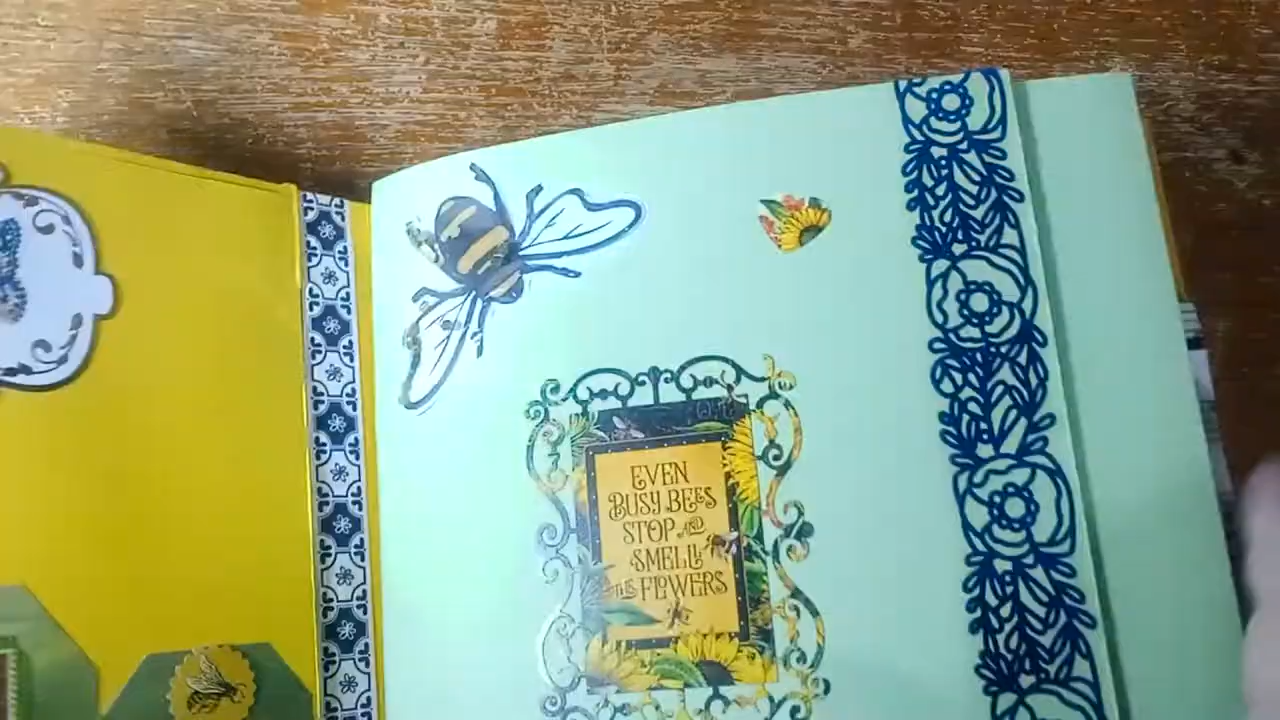 EVEN
BUSY BEES
STOP AND
SMELL
THE FLOWERS